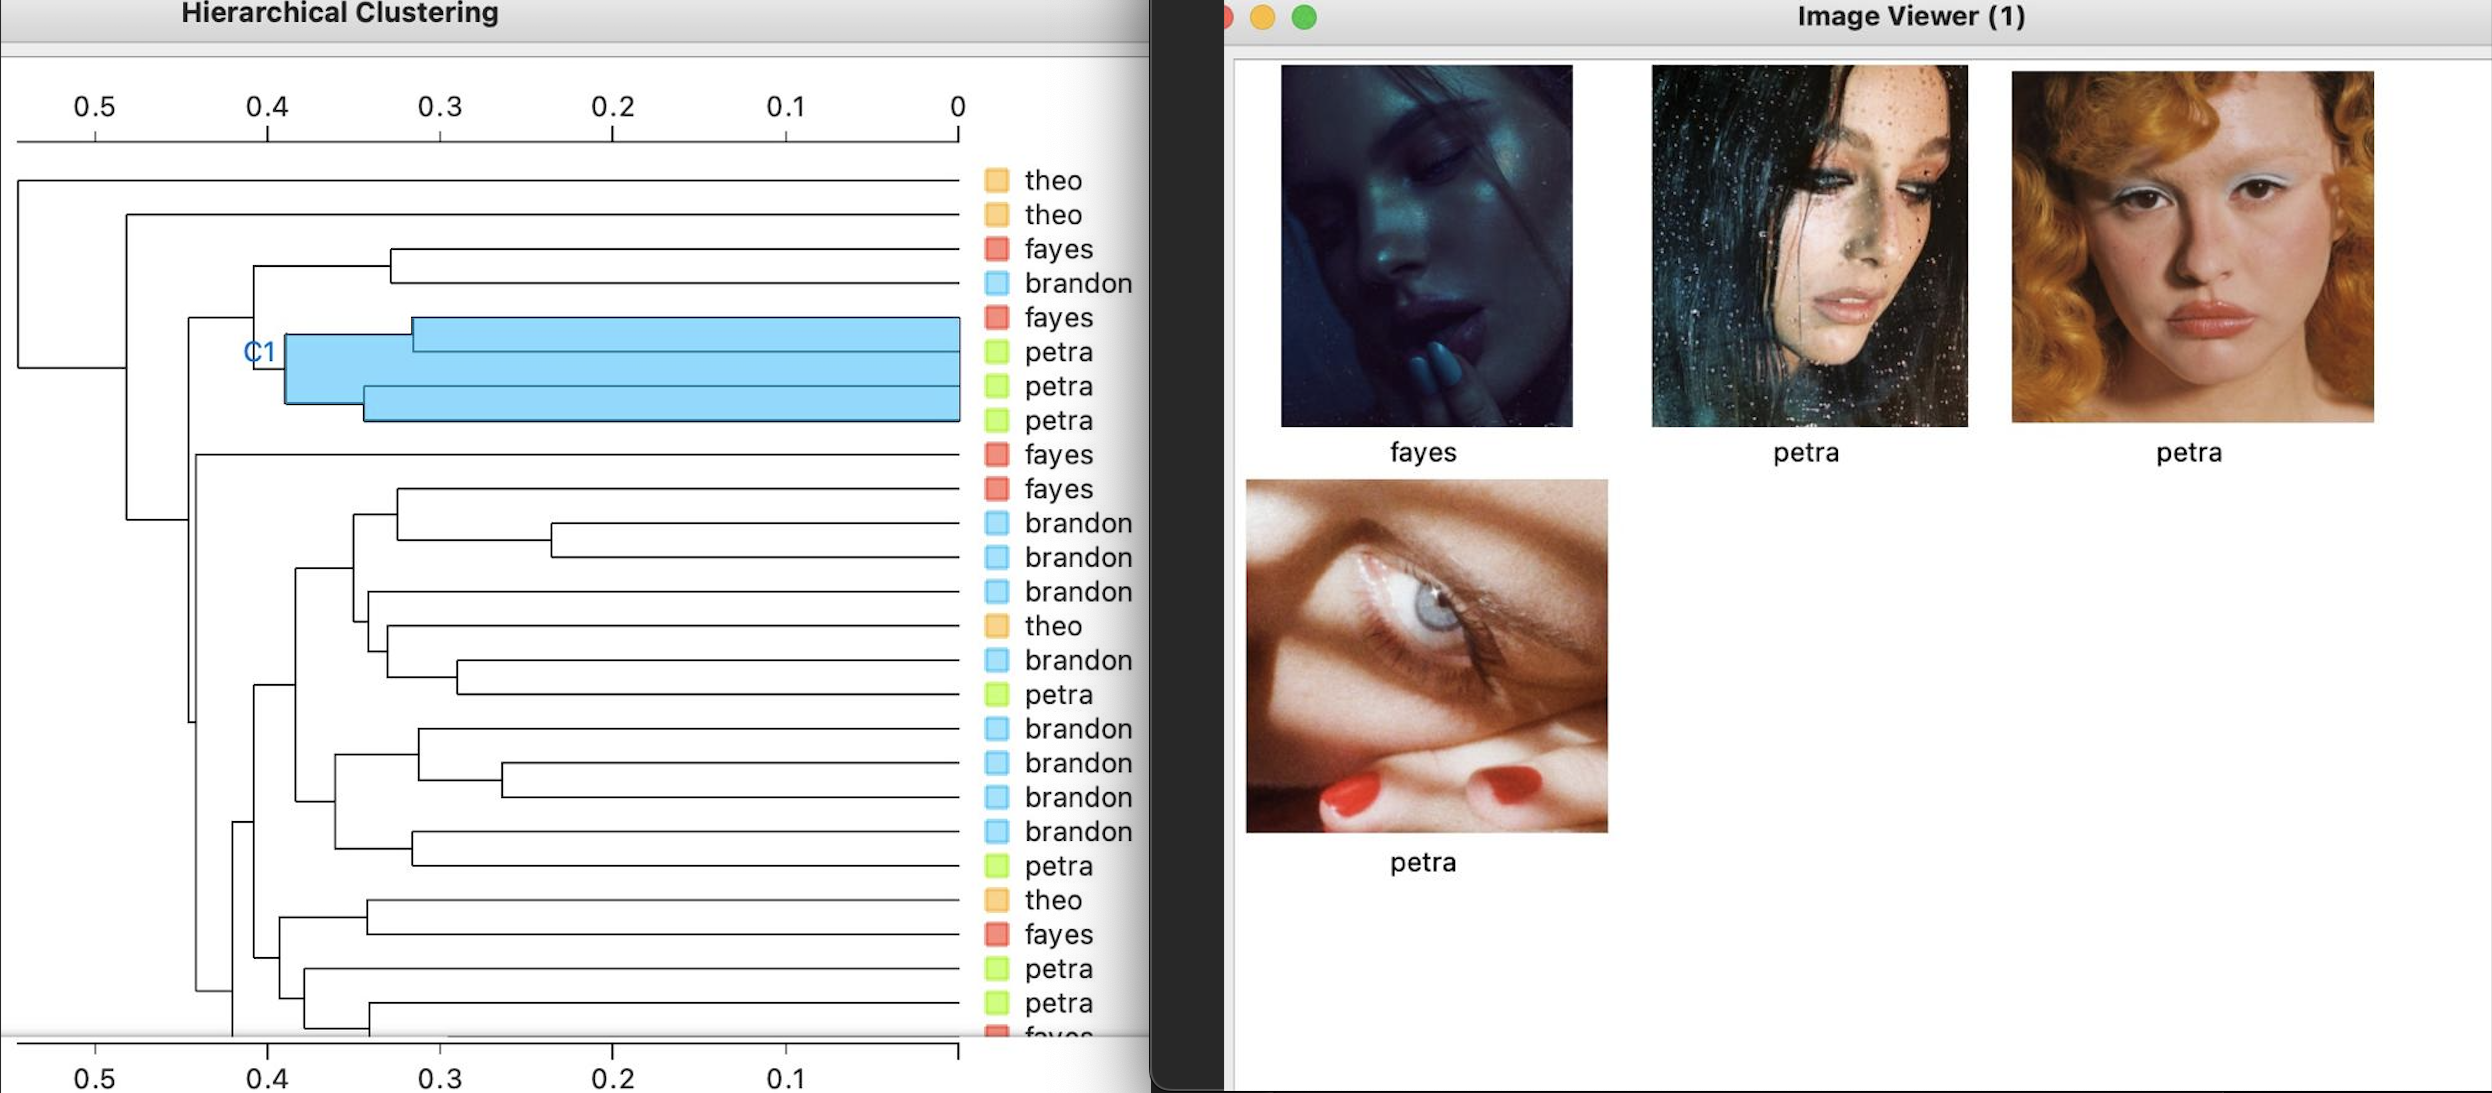 Hierarchical Clustering
0.5 0.4 0.3 0.2 0.1 0
theo
theo
fayes
brandon
fayes
C1 petra
petra
petra
fayes
fayes
brandon
brandon
brandon
theo
brandon
petra
brandon
brandon
brandon
brandon
petra
theo
fayes
petra
petra
fayes
0.5 0.4 0.3 0.2 0.1
Image Viewer (1)
fayes petra petra
petra